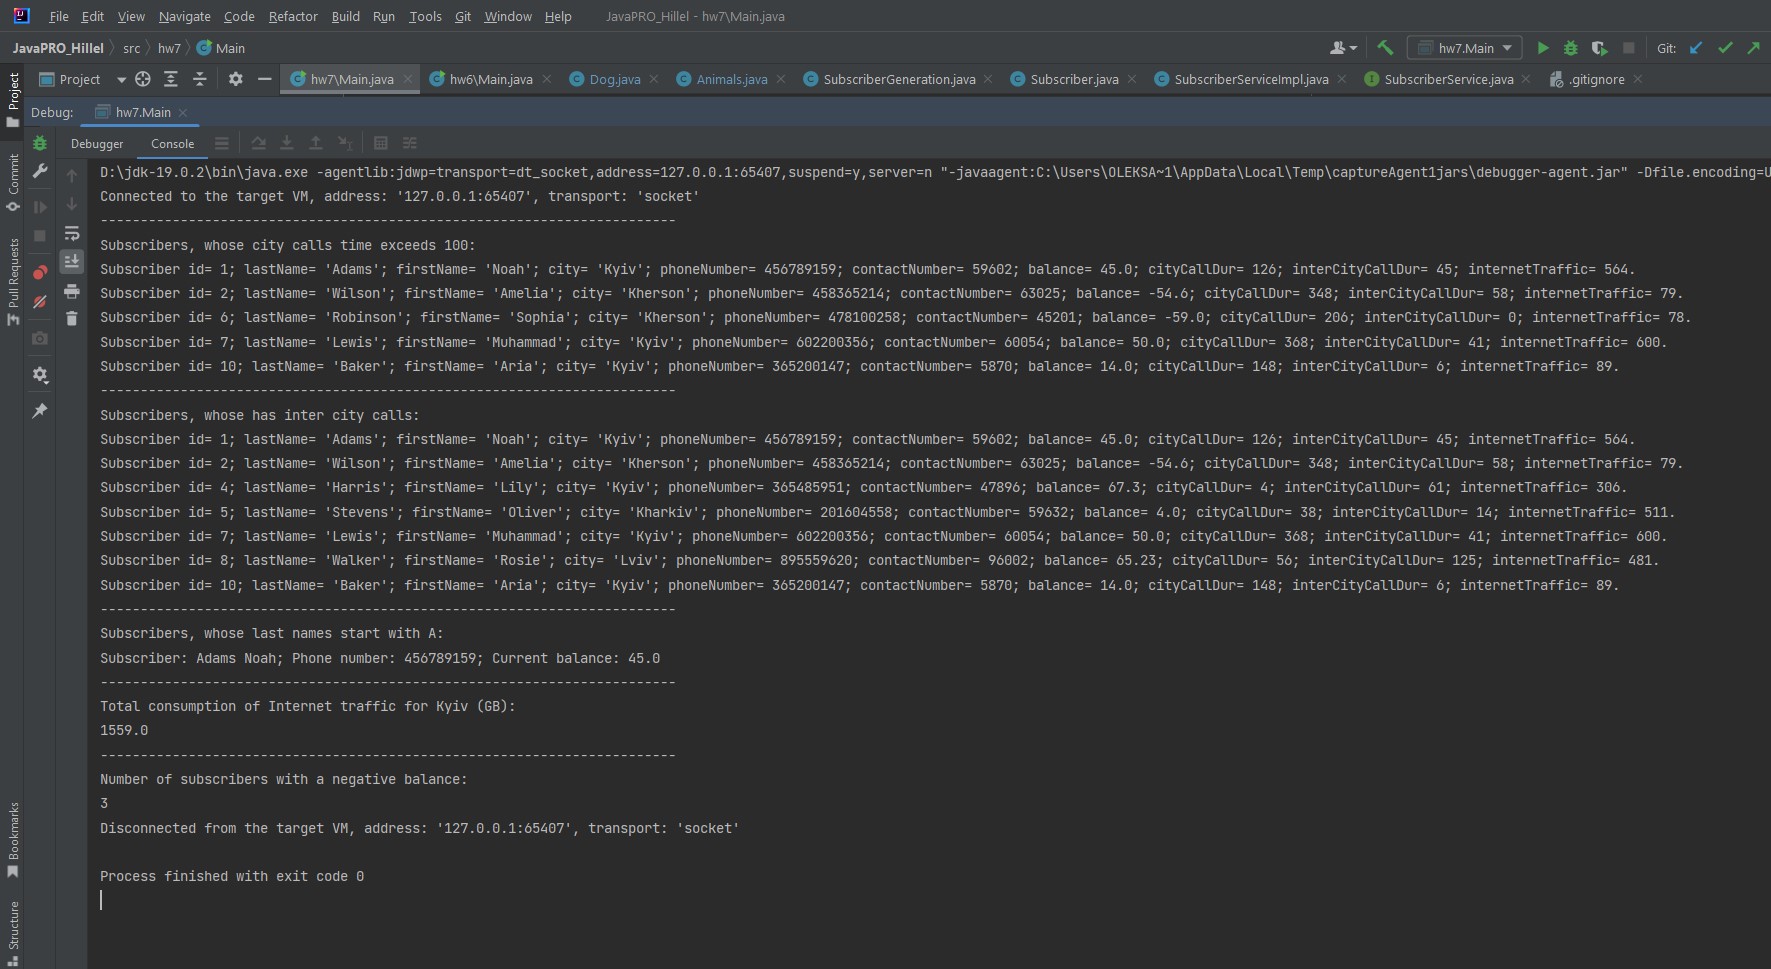 File Edit View Navigate Code Refactor Build Run Tools Git Window Help JavaPRO_Hillel - hw7\Main.java
JavaPRO_Hillel src hw7 Main hw7.Main Git:
Project hw7\Main.java hw6\Main.java Dog.java Animals.java SubscriberGeneration.java Subscriber.java SubscriberServiceImpl.java SubscriberService.java .gitignore
Debug: hw7.Main
Debugger Console
Project
Commit
Pull Requests
Bookmarks
Structure
D:\jdk-19.0.2\bin\java.exe -agentlib:jdwp=transport=dt_socket,address=127.0.0.1:65407,suspend=y,server=n "-javaagent:C:\Users\OLEKSA~1\AppData\Local\Temp\captureAgent1jars\debugger-agent.jar" -Dfile.encoding=U
Connected to the target VM, address: '127.0.0.1:65407', transport: 'socket'
------------------------------------------------------------------------
Subscribers, whose city calls time exceeds 100:
Subscriber id= 1; lastName= 'Adams'; firstName= 'Noah'; city= 'Kyiv'; phoneNumber= 456789159; contactNumber= 59602; balance= 45.0; cityCallDur= 126; interCityCallDur= 45; internetTraffic= 564.
Subscriber id= 2; lastName= 'Wilson'; firstName= 'Amelia'; city= 'Kherson'; phoneNumber= 458365214; contactNumber= 63025; balance= -54.6; cityCallDur= 348; interCityCallDur= 58; internetTraffic= 79.
Subscriber id= 6; lastName= 'Robinson'; firstName= 'Sophia'; city= 'Kherson'; phoneNumber= 478100258; contactNumber= 45201; balance= -59.0; cityCallDur= 206; interCityCallDur= 0; internetTraffic= 78.
Subscriber id= 7; lastName= 'Lewis'; firstName= 'Muhammad'; city= 'Kyiv'; phoneNumber= 602200356; contactNumber= 60054; balance= 50.0; cityCallDur= 368; interCityCallDur= 41; internetTraffic= 600.
Subscriber id= 10; lastName= 'Baker'; firstName= 'Aria'; city= 'Kyiv'; phoneNumber= 365200147; contactNumber= 5870; balance= 14.0; cityCallDur= 148; interCityCallDur= 6; internetTraffic= 89.
------------------------------------------------------------------------
Subscribers, whose has inter city calls:
Subscriber id= 1; lastName= 'Adams'; firstName= 'Noah'; city= 'Kyiv'; phoneNumber= 456789159; contactNumber= 59602; balance= 45.0; cityCallDur= 126; interCityCallDur= 45; internetTraffic= 564.
Subscriber id= 2; lastName= 'Wilson'; firstName= 'Amelia'; city= 'Kherson'; phoneNumber= 458365214; contactNumber= 63025; balance= -54.6; cityCallDur= 348; interCityCallDur= 58; internetTraffic= 79.
Subscriber id= 4; lastName= 'Harris'; firstName= 'Lily'; city= 'Kyiv'; phoneNumber= 365485951; contactNumber= 47896; balance= 67.3; cityCallDur= 4; interCityCallDur= 61; internetTraffic= 306.
Subscriber id= 5; lastName= 'Stevens'; firstName= 'Oliver'; city= 'Kharkiv'; phoneNumber= 201604558; contactNumber= 59632; balance= 4.0; cityCallDur= 38; interCityCallDur= 14; internetTraffic= 511.
Subscriber id= 7; lastName= 'Lewis'; firstName= 'Muhammad'; city= 'Kyiv'; phoneNumber= 602200356; contactNumber= 60054; balance= 50.0; cityCallDur= 368; interCityCallDur= 41; internetTraffic= 600.
Subscriber id= 8; lastName= 'Walker'; firstName= 'Rosie'; city= 'Lviv'; phoneNumber= 895559620; contactNumber= 96002; balance= 65.23; cityCallDur= 56; interCityCallDur= 125; internetTraffic= 481.
Subscriber id= 10; lastName= 'Baker'; firstName= 'Aria'; city= 'Kyiv'; phoneNumber= 365200147; contactNumber= 5870; balance= 14.0; cityCallDur= 148; interCityCallDur= 6; internetTraffic= 89.
------------------------------------------------------------------------
Subscribers, whose last names start with A:
Subscriber: Adams Noah; Phone number: 456789159; Current balance: 45.0
------------------------------------------------------------------------
Total consumption of Internet traffic for Kyiv (GB):
1559.0
------------------------------------------------------------------------
Number of subscribers with a negative balance:
3
Disconnected from the target VM, address: '127.0.0.1:65407', transport: 'socket'
Process finished with exit code 0